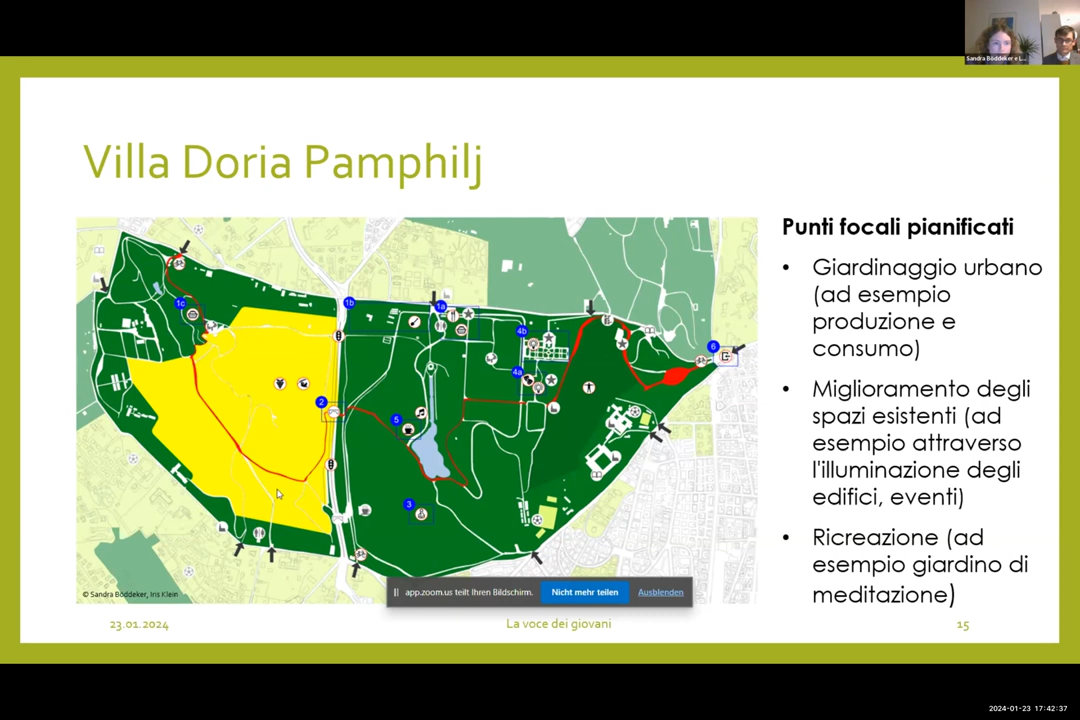 Sandra Böddeker e L...
Villa Doria Pamphilj
1c
1b
1a
4b
4a
6
2
5
3
© Sandra Böddeker, Iris Klein
Punti focali pianificati
• Giardinaggio urbano
(ad esempio
produzione e
consumo)
• Miglioramento degli
spazi esistenti (ad
esempio attraverso
l'illuminazione degli
edifici, eventi)
• Ricreazione (ad
esempio giardino di
meditazione)
app.zoom.us teilt Ihren Bildschirm. Nicht mehr teilen Ausblenden
23.01.2024 La voce dei giovani 15
2024-01-23 17:42:37